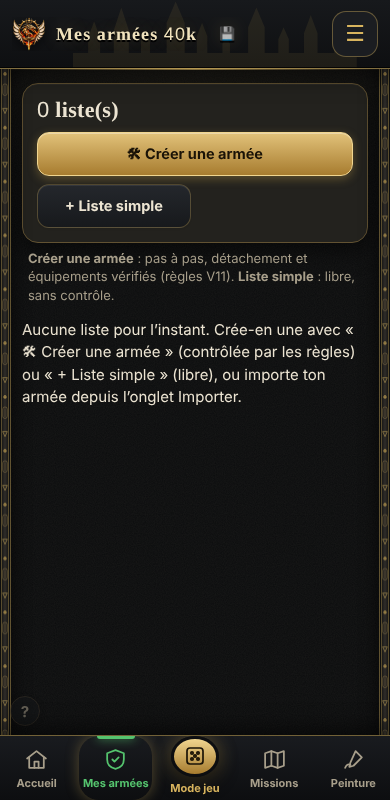 Mes armées 40k 💾
☰
0 liste(s)
🛠 Créer une armée
+ Liste simple
Créer une armée : pas à pas, détachement et
équipements vérifiés (règles V11). Liste simple : libre,
sans contrôle.
Aucune liste pour l’instant. Crée-en une avec «
🛠 Créer une armée » (contrôlée par les règles)
ou « + Liste simple » (libre), ou importe ton
armée depuis l’onglet Importer.
?
Accueil
Mes armées
Mode jeu
Missions
Peinture